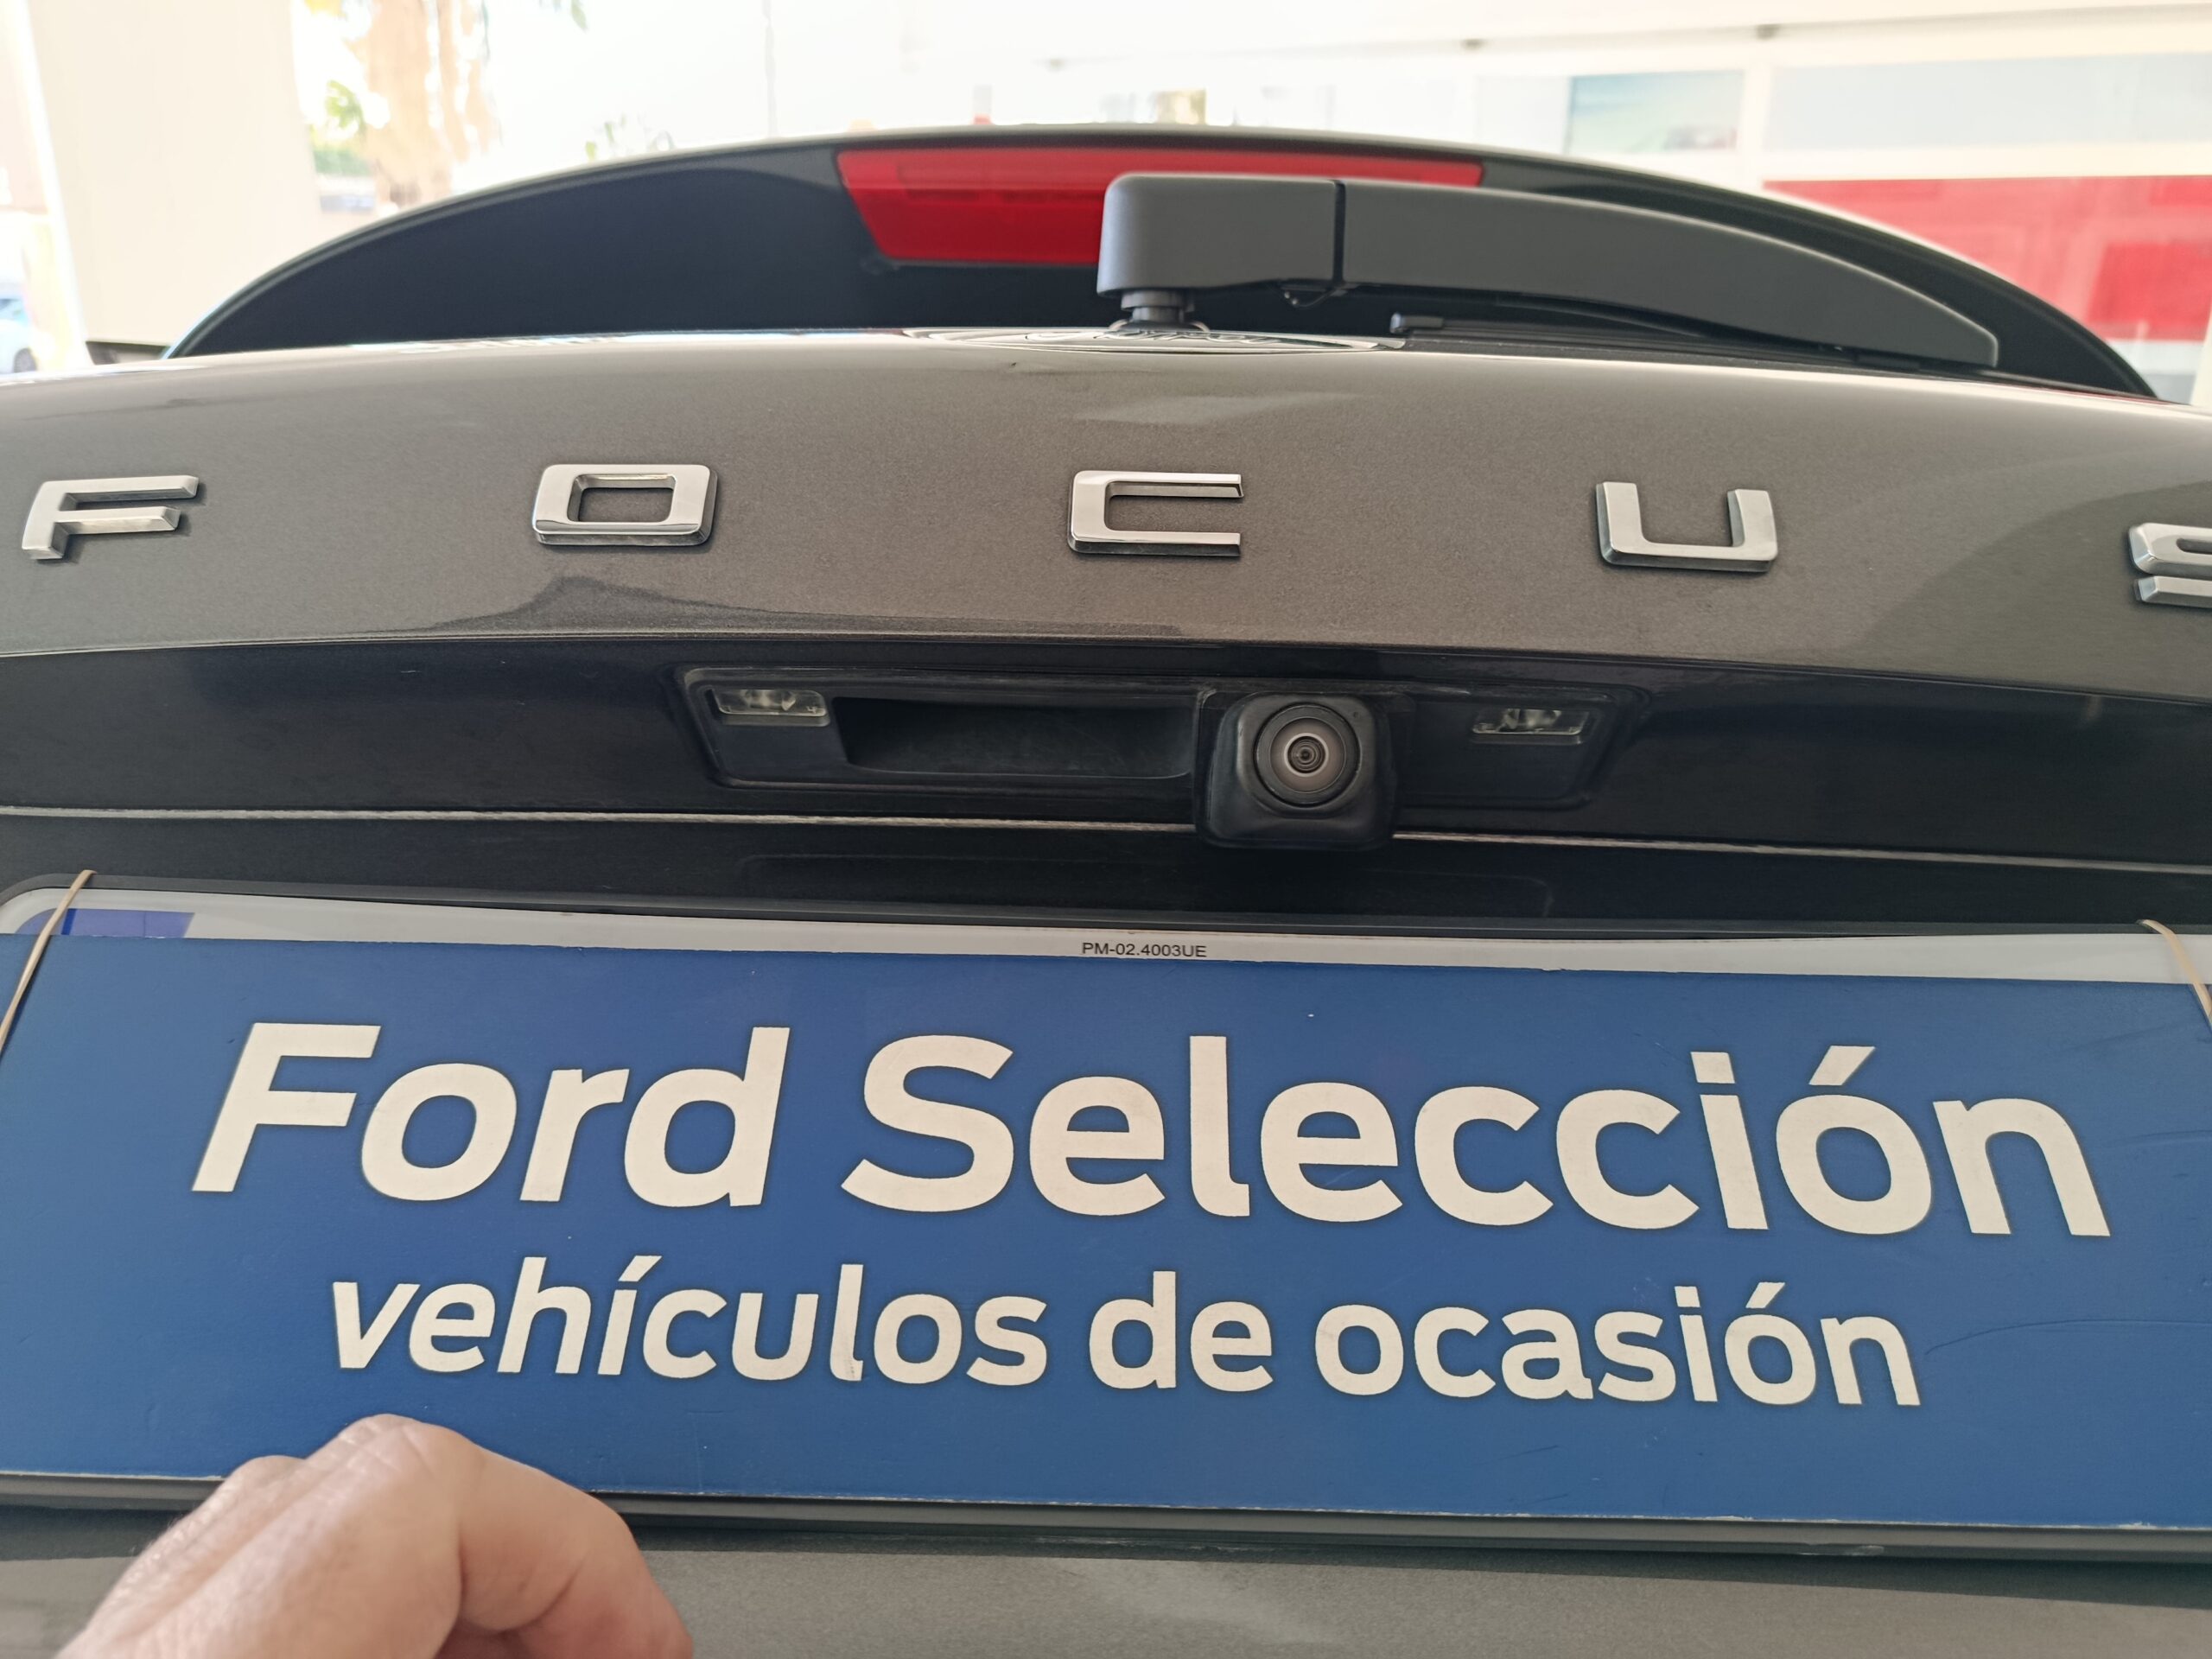 FOCUS
PM-02.4003UE
Ford Selección
vehículos de ocasión